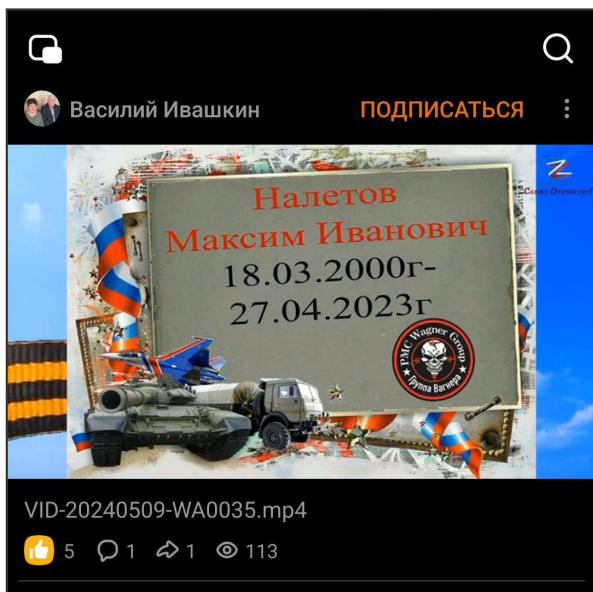 Василий Ивашкин
ПОДПИСАТЬСЯ
Z
Налетов
Максим Иванович
18.03.2000г-
27.04.2023г
PMC Wagner Group
Группа Вагнера
VID-20240509-WA0035.mp4
5 1 1 113